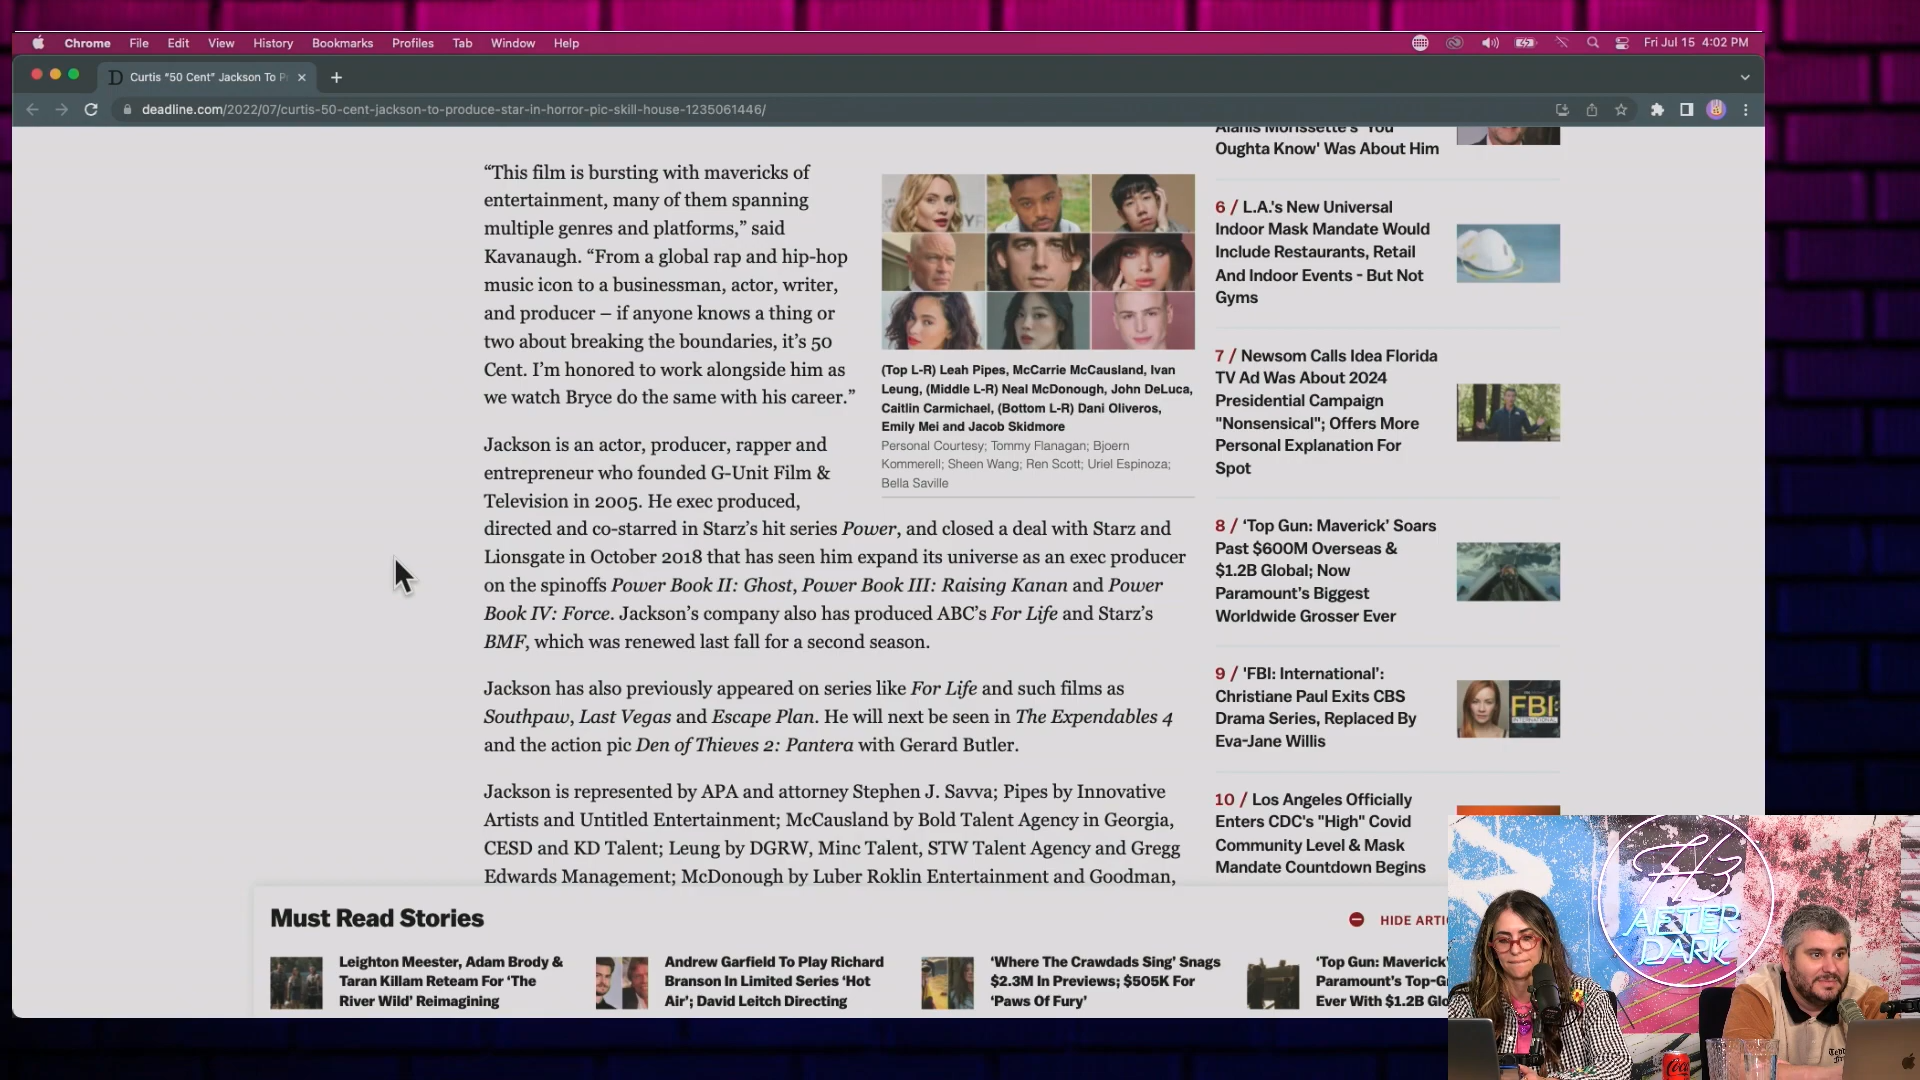 Chrome File Edit View History Bookmarks Profiles Tab Window Help
Fri Jul 15 4:02 PM
Curtis “50 Cent” Jackson To P
deadline.com/2022/07/curtis-50-cent-jackson-to-produce-star-in-horror-pic-skill-house-1235061446/
“This film is bursting with mavericks of
entertainment, many of them spanning
multiple genres and platforms,” said
Kavanaugh. “From a global rap and hip-hop
music icon to a businessman, actor, writer,
and producer – if anyone knows a thing or
two about breaking the boundaries, it’s 50
Cent. I’m honored to work alongside him as
we watch Bryce do the same with his career.”
Jackson is an actor, producer, rapper and
entrepreneur who founded G-Unit Film &
Television in 2005. He exec produced,
directed and co-starred in Starz’s hit series Power, and closed a deal with Starz and
Lionsgate in October 2018 that has seen him expand its universe as an exec producer
on the spinoffs Power Book II: Ghost, Power Book III: Raising Kanan and Power
Book IV: Force. Jackson’s company also has produced ABC’s For Life and Starz’s
BMF, which was renewed last fall for a second season.
Jackson has also previously appeared on series like For Life and such films as
Southpaw, Last Vegas and Escape Plan. He will next be seen in The Expendables 4
and the action pic Den of Thieves 2: Pantera with Gerard Butler.
Jackson is represented by APA and attorney Stephen J. Savva; Pipes by Innovative
Artists and Untitled Entertainment; McCausland by Bold Talent Agency in Georgia,
CESD and KD Talent; Leung by DGRW, Minc Talent, STW Talent Agency and Gregg
Edwards Management; McDonough by Luber Roklin Entertainment and Goodman,
(Top L-R) Leah Pipes, McCarrie McCausland, Ivan
Leung, (Middle L-R) Neal McDonough, John DeLuca,
Caitlin Carmichael, (Bottom L-R) Dani Oliveros,
Emily Mei and Jacob Skidmore
Personal Courtesy; Tommy Flanagan; Bjoern
Kommerell; Sheen Wang; Ren Scott; Uriel Espinoza;
Bella Saville
Alanis Morissette's 'You
Oughta Know' Was About Him
6 / L.A.'s New Universal
Indoor Mask Mandate Would
Include Restaurants, Retail
And Indoor Events - But Not
Gyms
7 / Newsom Calls Idea Florida
TV Ad Was About 2024
Presidential Campaign
"Nonsensical"; Offers More
Personal Explanation For
Spot
8 / ‘Top Gun: Maverick’ Soars
Past $600M Overseas &
$1.2B Global; Now
Paramount’s Biggest
Worldwide Grosser Ever
9 / 'FBI: International’:
Christiane Paul Exits CBS
Drama Series, Replaced By
Eva-Jane Willis
FBI
INTERNATIONAL
10 / Los Angeles Officially
Enters CDC's "High" Covid
Community Level & Mask
Mandate Countdown Begins
Must Read Stories
HIDE ARTI
Leighton Meester, Adam Brody &
Taran Killam Reteam For ‘The
River Wild’ Reimagining
Andrew Garfield To Play Richard
Branson In Limited Series ‘Hot
Air’; David Leitch Directing
‘Where The Crawdads Sing’ Snags
$2.3M In Previews; $505K For
‘Paws Of Fury’
‘Top Gun: Maverick’
Paramount’s Top-G
Ever With $1.2B Glo
H3
AFTER
DARK